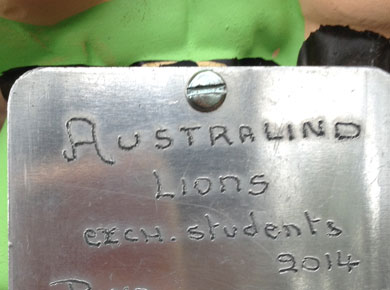 AUSTRALIND
LIONS
EXCH. students
2014